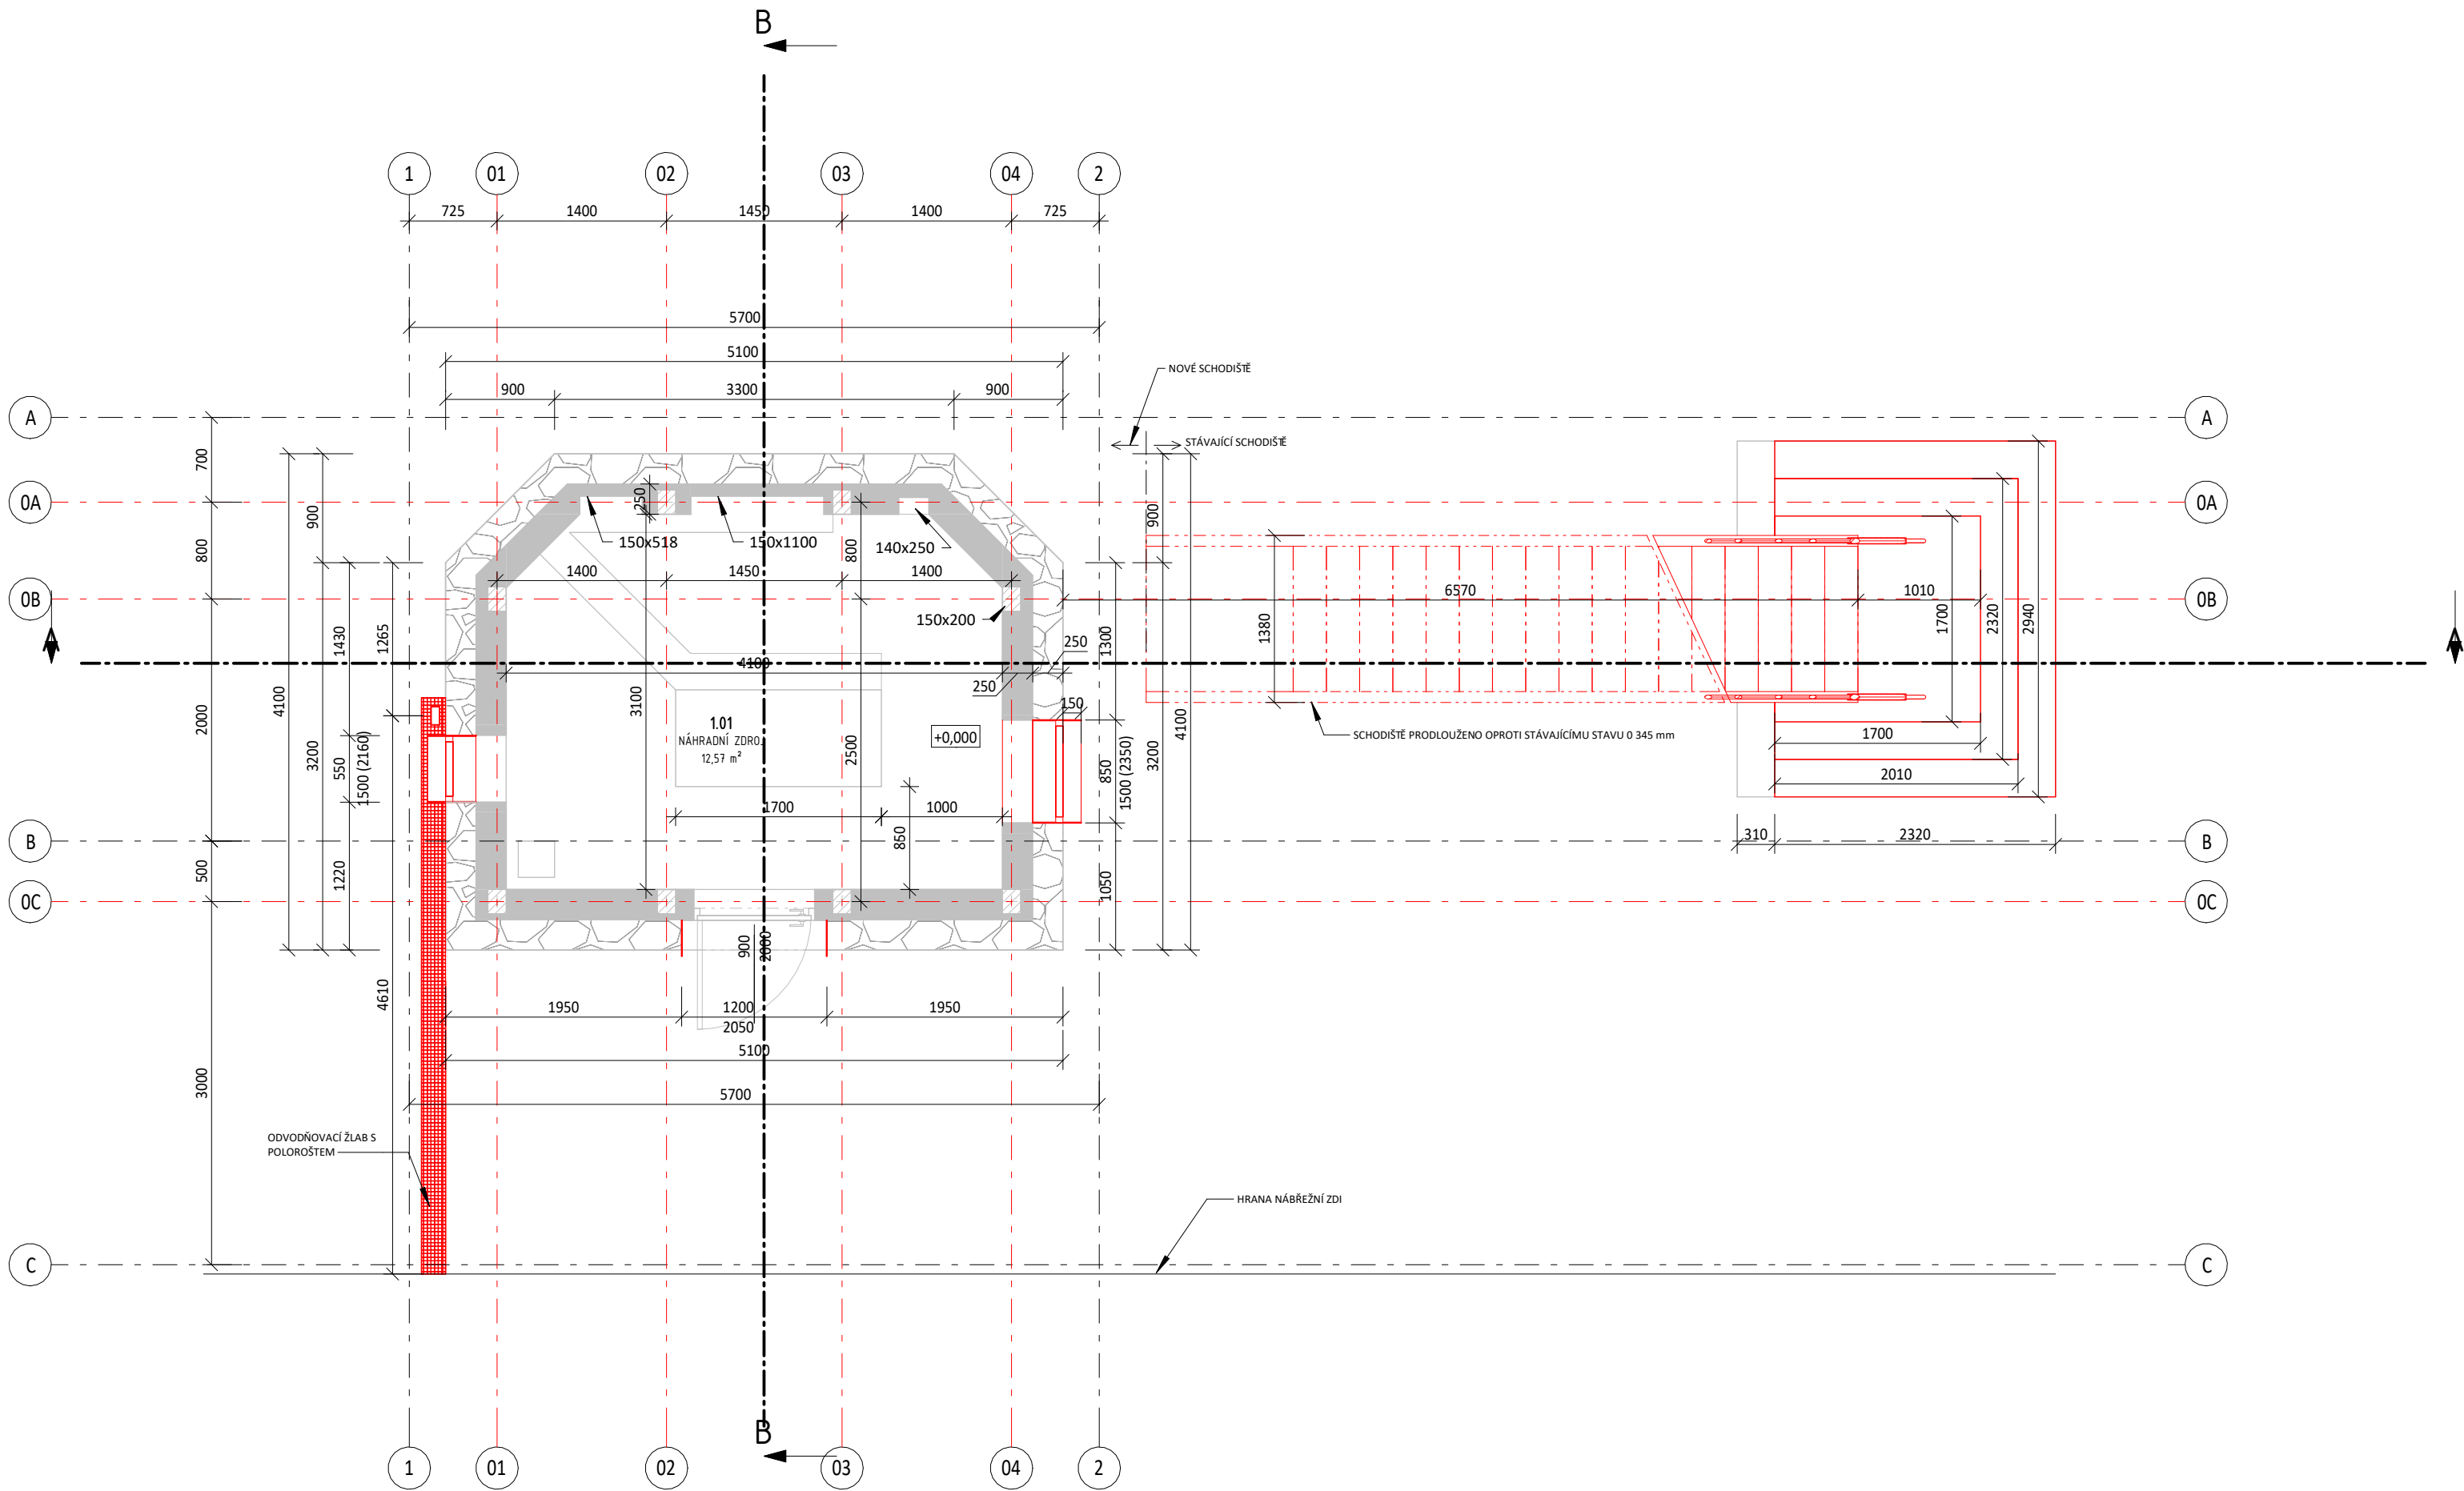 B
1
01
02
03
04
2
725
1400
1450
1400
725
5700
5100
900
3300
900
NOVÉ SCHODIŠTĚ
STÁVAJÍCÍ SCHODIŠTĚ
A
A
700
0A
0A
800
900
250
150x518
150x1100
140x250
800
900
1400
1450
1400
0B
0B
150x200
6570
1010
1430
1265
1380
1700
2320
2940
250
1300
4100
250
150
4100
3200
2000
3100
1.01
NÁHRADNÍ ZDROJ
12,57 m²
+0,000
2500
550
1500 (2160)
850
1500 (2350)
3200
4100
SCHODIŠTĚ PRODLOUŽENO OPROTI STÁVAJÍCÍMU STAVU 0 345 mm
1700
2010
1700
1000
850
310
2320
B
B
500
1220
1050
0C
0C
900
2000
4610
1950
1200
1950
2050
5100
3000
5700
ODVODŇOVACÍ ŽLAB S
POLOROŠTEM
HRANA NÁBŘEŽNÍ ZDI
C
C
A
A
B
1
01
02
03
04
2